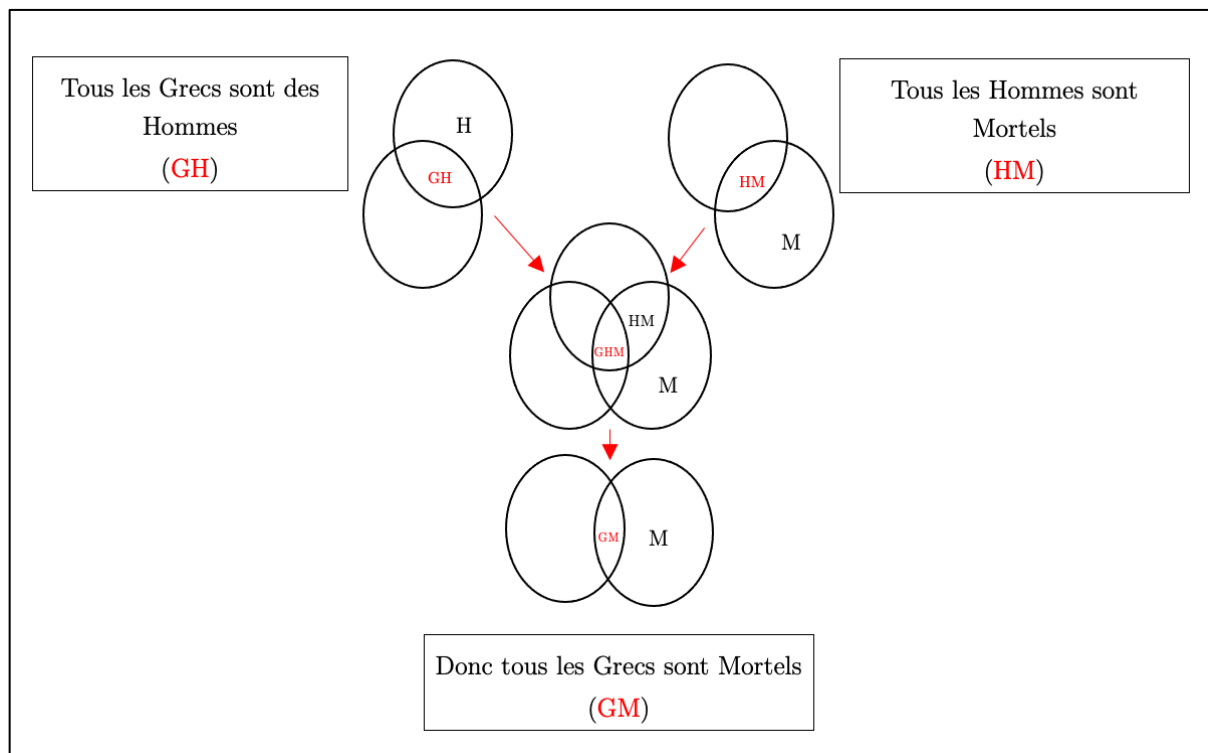 Tous les Grecs sont des
Hommes
(GH)
H
GH
Tous les Hommes sont
Mortels
(HM)
HM
M
HM
GHM
M
GM
M
Donc tous les Grecs sont Mortels
(GM)